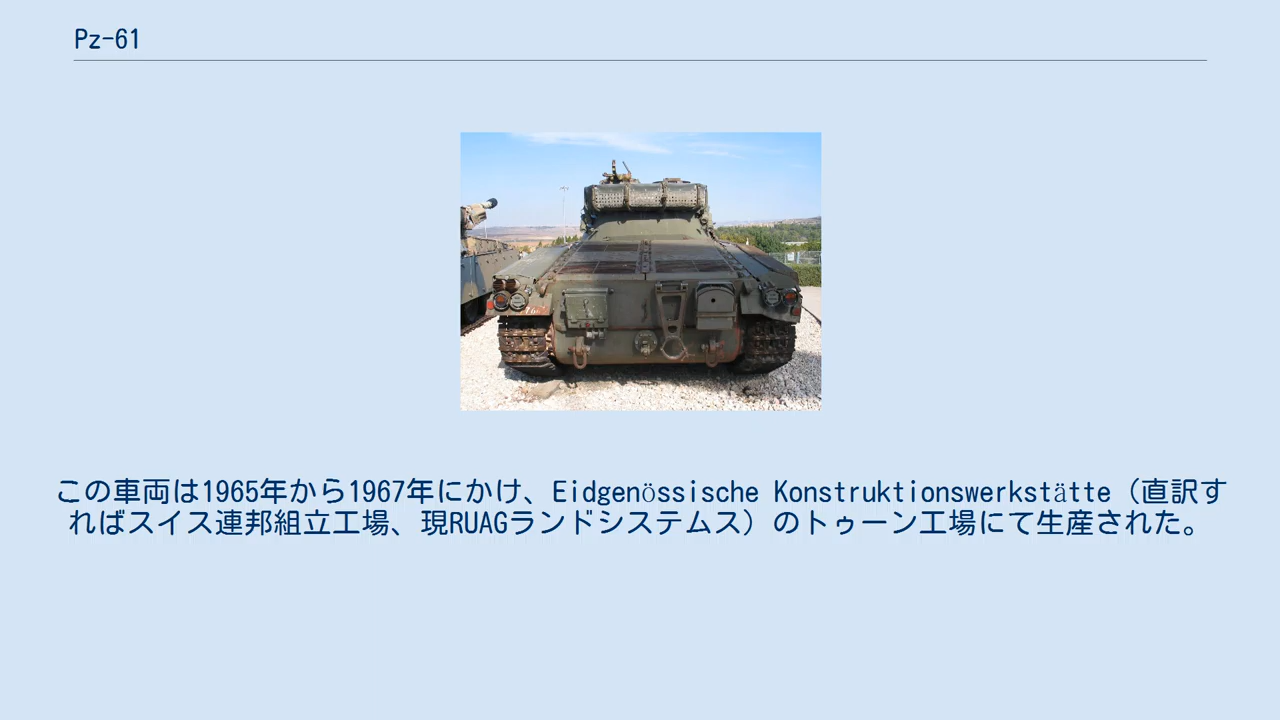 Pz-61
この車両は1965年から1967年にかけ、Eidgenössische Konstruktionswerkstätte（直訳す
ればスイス連邦組立工場、現RUAGランドシステムス）のトゥーン工場にて生産された。